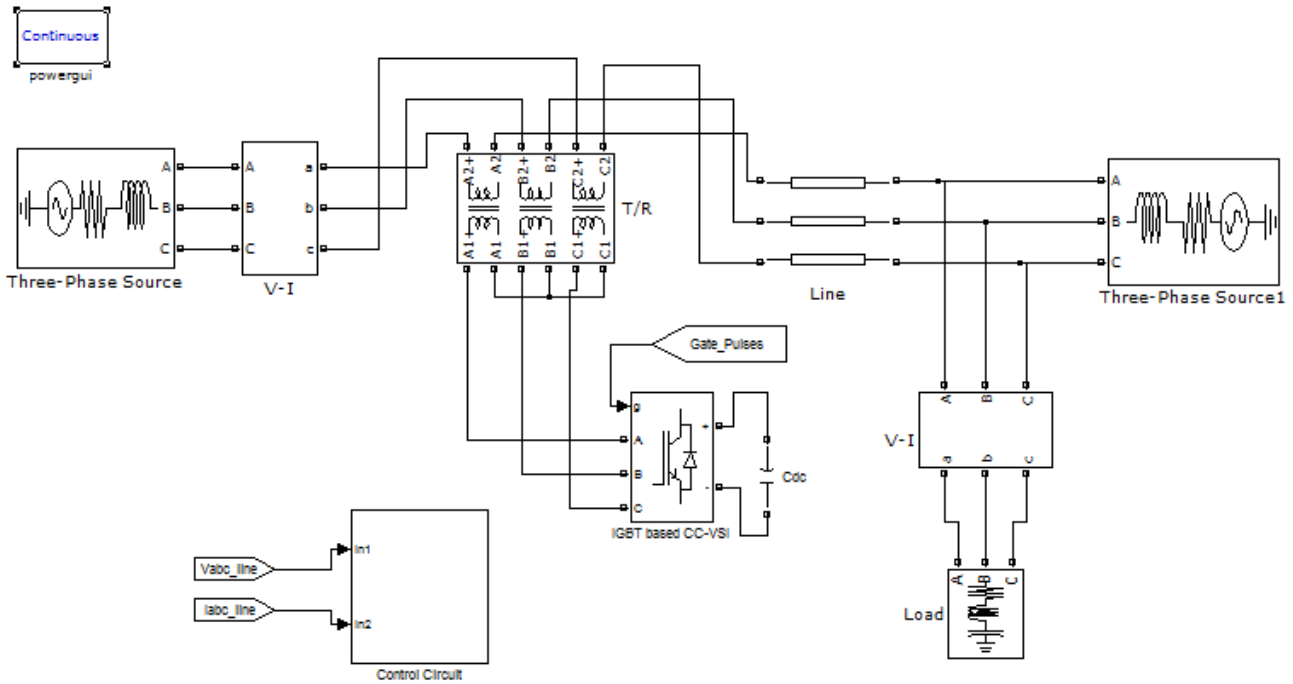 Continuous
powergui
A
B
C
Three-Phase Source
A a
B b
C c
V-I
A2+ A2 B2+ B2 C2+ C2
A1+ A1 B1+ B1 C1+ C1
T/R
Line
A
B
C
Three-Phase Source1
Gate_Pulses
g
A
B
C
+
-
IGBT based CC-VSI
Cdc
A B C
V-I
a b c
A B C
Load
Vabc_line
Iabc_line
In1
In2
Control Circuit